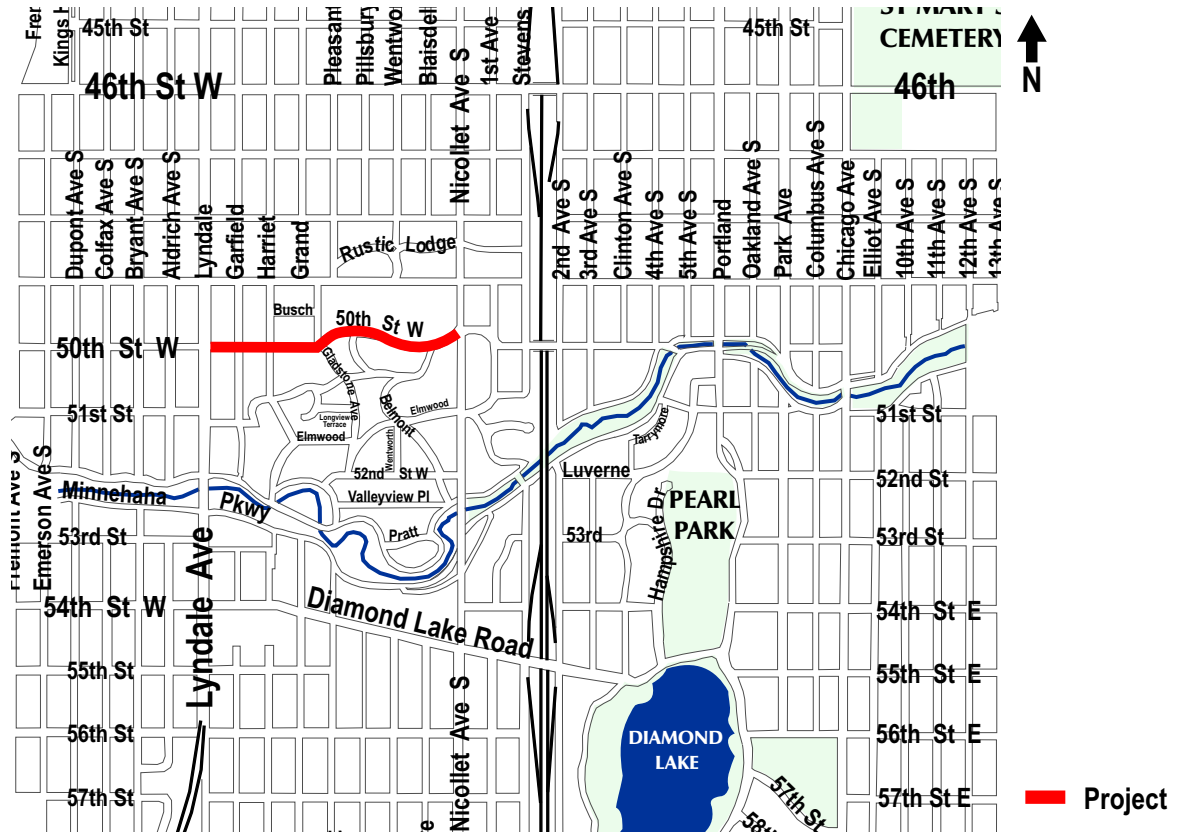 ST MARY'S
CEMETERY
45th St
45th St
Kings
Pleasant
Pillsbury
Blaisdell
1st Ave
Stevens
46th St W
46th
N
Nicollet Ave S
Dupont Ave S
Colfax Ave S
Bryant Ave S
Aldrich Ave S
Lyndale
Garfield
Harriet
Grand
Rustic Lodge
2nd Ave S
3rd Ave S
Clinton Ave S
4th Ave S
5th Ave S
Portland
Oakland Ave S
Park Ave
Columbus Ave S
Chicago Ave
Elliot Ave S
10th Ave S
11th Ave S
12th Ave S
13th Ave S
Busch
50th St W
50th St W
Gladstone Ave
Belmont
Elmwood
51st St
Longview
Terrace
Elmwood
Wentworth
Tarrymore
51st St
Emerson Ave S
52nd St W
Luverne
52nd St
Minnehaha Pkwy
Valleyview Pl
PEARL
PARK
Hampshire Dr
53rd St
Pratt
53rd
53rd St
Lyndale Ave
54th St W
Diamond Lake Road
54th St E
55th St
55th St E
Nicollet Ave S
56th St
DIAMOND
LAKE
56th St E
57th St
57th St
57th St E
Project